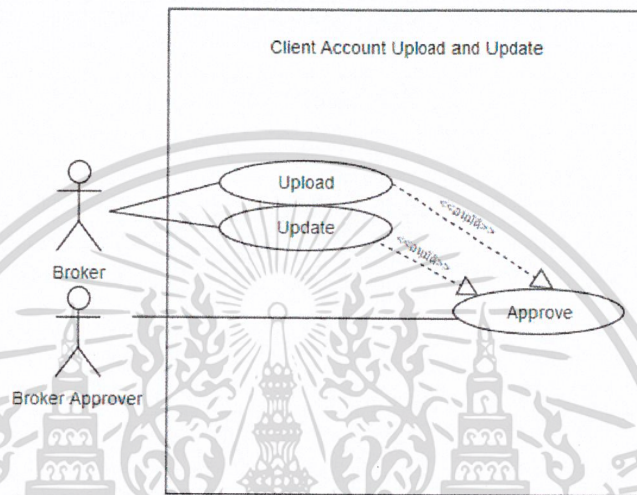 Client Account Upload and Update
Upload
Update
Broker
Approve
Broker Approver